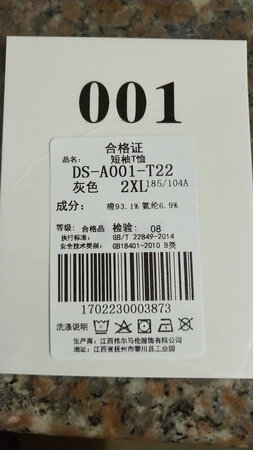 001
合格证
品名: 短袖T恤
DS-A001-T22
灰色 2XL185/104A
成分: 棉93.1% 氨纶6.9%
等级: 合格品 检验: 08
执行标准: GB/T 22849-2014
安全技术类别: GB18401-2010 B类
1702230003873
洗涤说明
生产商: 江西伟尔马伦服饰有限公司
地址: 江西省抚州市黎川县工业园